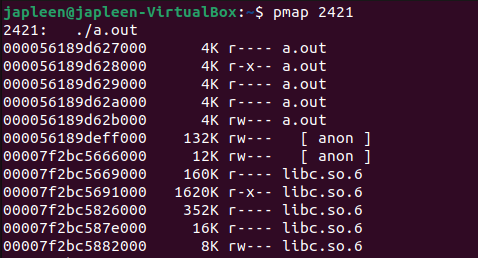 japleen@japleen-VirtualBox:~$ pmap 2421
2421:   ./a.out
000056189d627000      4K r---- a.out
000056189d628000      4K r-x-- a.out
000056189d629000      4K r---- a.out
000056189d62a000      4K r---- a.out
000056189d62b000      4K rw--- a.out
000056189deff000    132K rw---   [ anon ]
00007f2bc5666000     12K rw---   [ anon ]
00007f2bc5669000    160K r---- libc.so.6
00007f2bc5691000   1620K r-x-- libc.so.6
00007f2bc5826000    352K r---- libc.so.6
00007f2bc587e000     16K r---- libc.so.6
00007f2bc5882000      8K rw--- libc.so.6